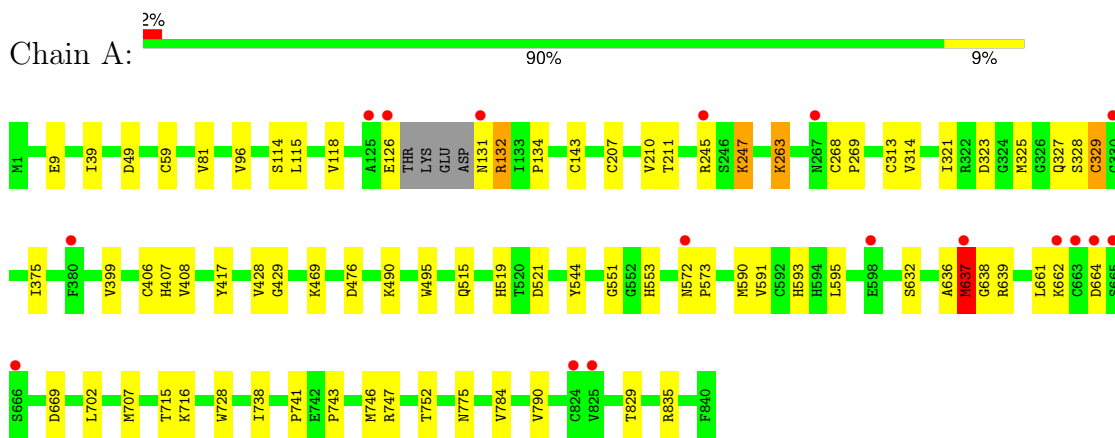 2%
Chain A:
90% 9%
M1 E9 I39 D49 C59 V81 V96 S114 L115 V118 A125 E126 THR LYS GLU ASP N131 R132 I133 P134 C143 C207 V210 T211 R245 S246 K247 K263 N267 C268 P269 C313 V314 I321 R322 D323 G324 M325 G326 Q327 S328 C329 G330
I375 F380 V399 C406 H407 V408 Y417 V428 G429 K469 D476 K490 W495 Q515 H519 T520 D521 Y544 G551 G552 H553 N572 P573 M590 V591 C592 H593 H594 L595 E598 S632 A636 M637 G638 R639 L661 K662 C663 D664 S665
S666 D669 L702 M707 T715 K716 W728 I738 P741 E742 P743 M746 R747 T752 N775 V784 V790 C824 V825 T829 R835 F840